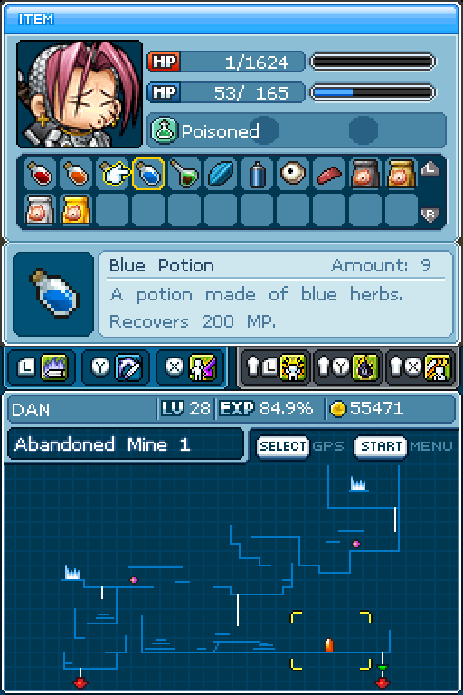 ITEM
HP 1/1624
HP 53/ 165
Poisoned
L
R
Blue Potion Amount: 9
A potion made of blue herbs.
Recovers 200 MP.
L Y X L Y X
DAN LV 28 EXP 84.9% 55471
Abandoned Mine 1 SELECT GPS START MENU